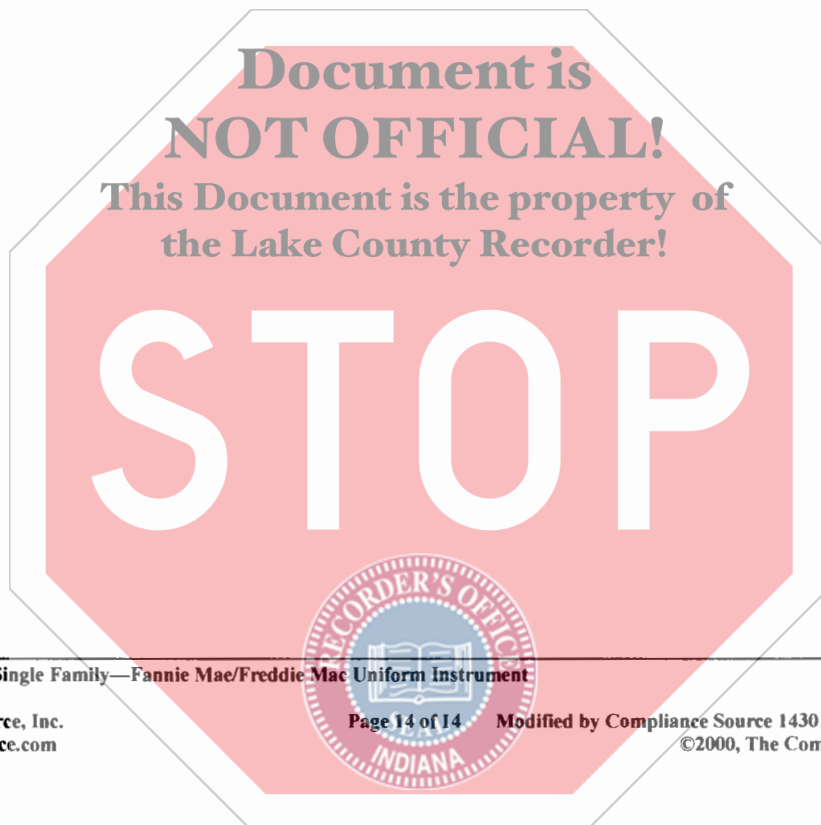 Document is
NOT OFFICIAL!
This Document is the property of
the Lake County Recorder!
STOP
RECORDER'S OFFICE
Single Family—Fannie Mae/Freddie Mac Uniform Instrument
rce, Inc. Page 14 of 14 Modified by Compliance Source 1430
ce.com ©2000, The Com
SEAL
INDIANA